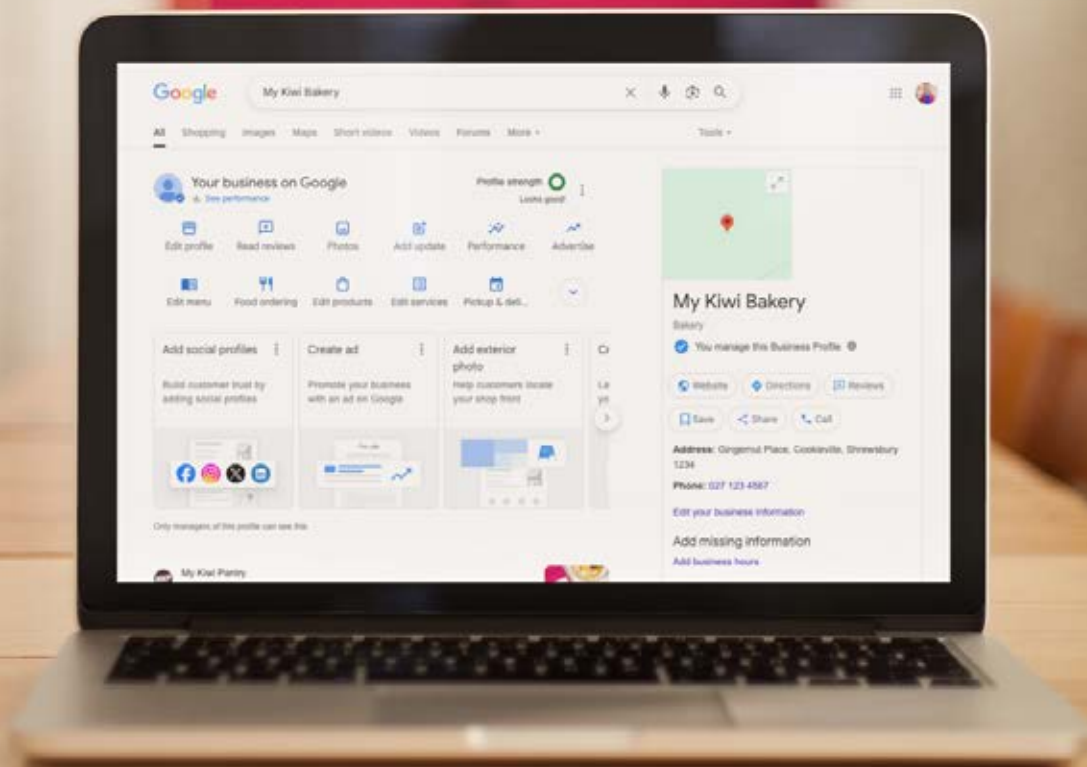 Google
My Kiwi Bakery
All Shopping Images Maps Short videos Videos Forums More Tools
Your business on Google
See performance
Profile strength
Looks good!
Edit profile Read reviews Photos Add update Performance Advertise
Edit menu Food ordering Edit products Edit services Pickup & deli...
Add social profiles
Build customer trust by
adding social profiles
Create ad
Promote your business
with an ad on Google
Add exterior
photo
Help customers locate
your shop front
Only managers of this profile can see this
My Kiwi Pantry
My Kiwi Bakery
Bakery
You manage this Business Profile
Website Directions Reviews
Save Share Call
Address: Gingernut Place, Cookieville, Shrewsbury
1234
Phone: 027 123 4567
Edit your business information
Add missing information
Add business hours